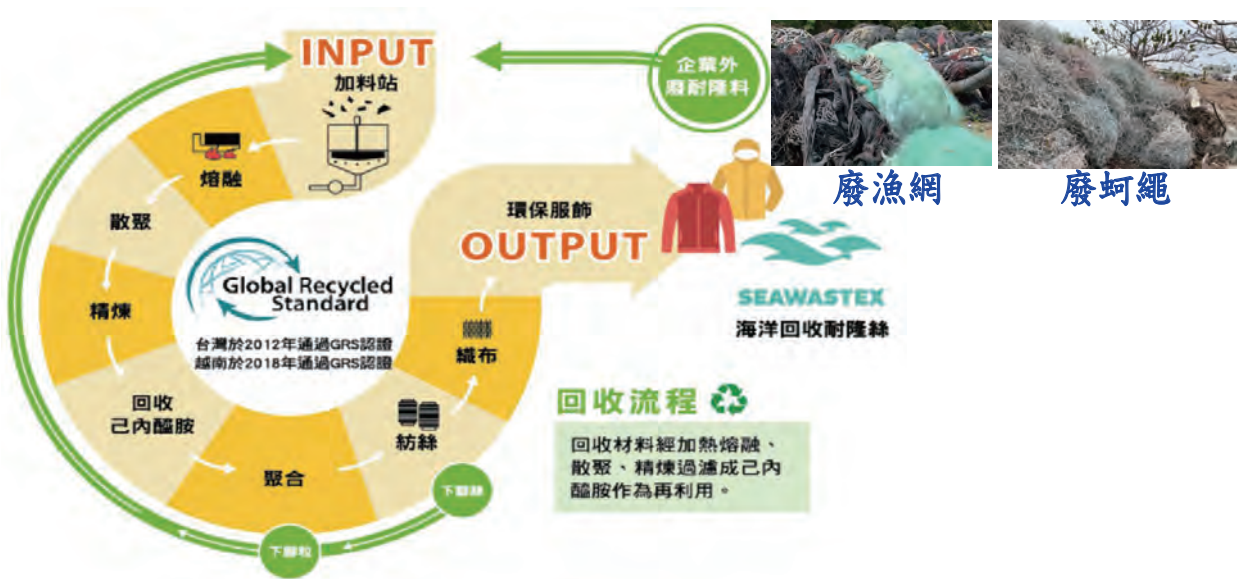 INPUT
加料站
企業外
廢耐隆料
廢漁網
廢蚵繩
熔融
散聚
精煉
回收
己內醯胺
聚合
紡絲
織布
環保服飾
OUTPUT
Global Recycled
Standard
台灣於2012年通過GRS認證
越南於2018年通過GRS認證
SEAWASTEX
海洋回收耐隆絲
下腳絲
下腳粒
回收流程
回收材料經加熱熔融、
散聚、精煉過濾成己內
醯胺作為再利用。